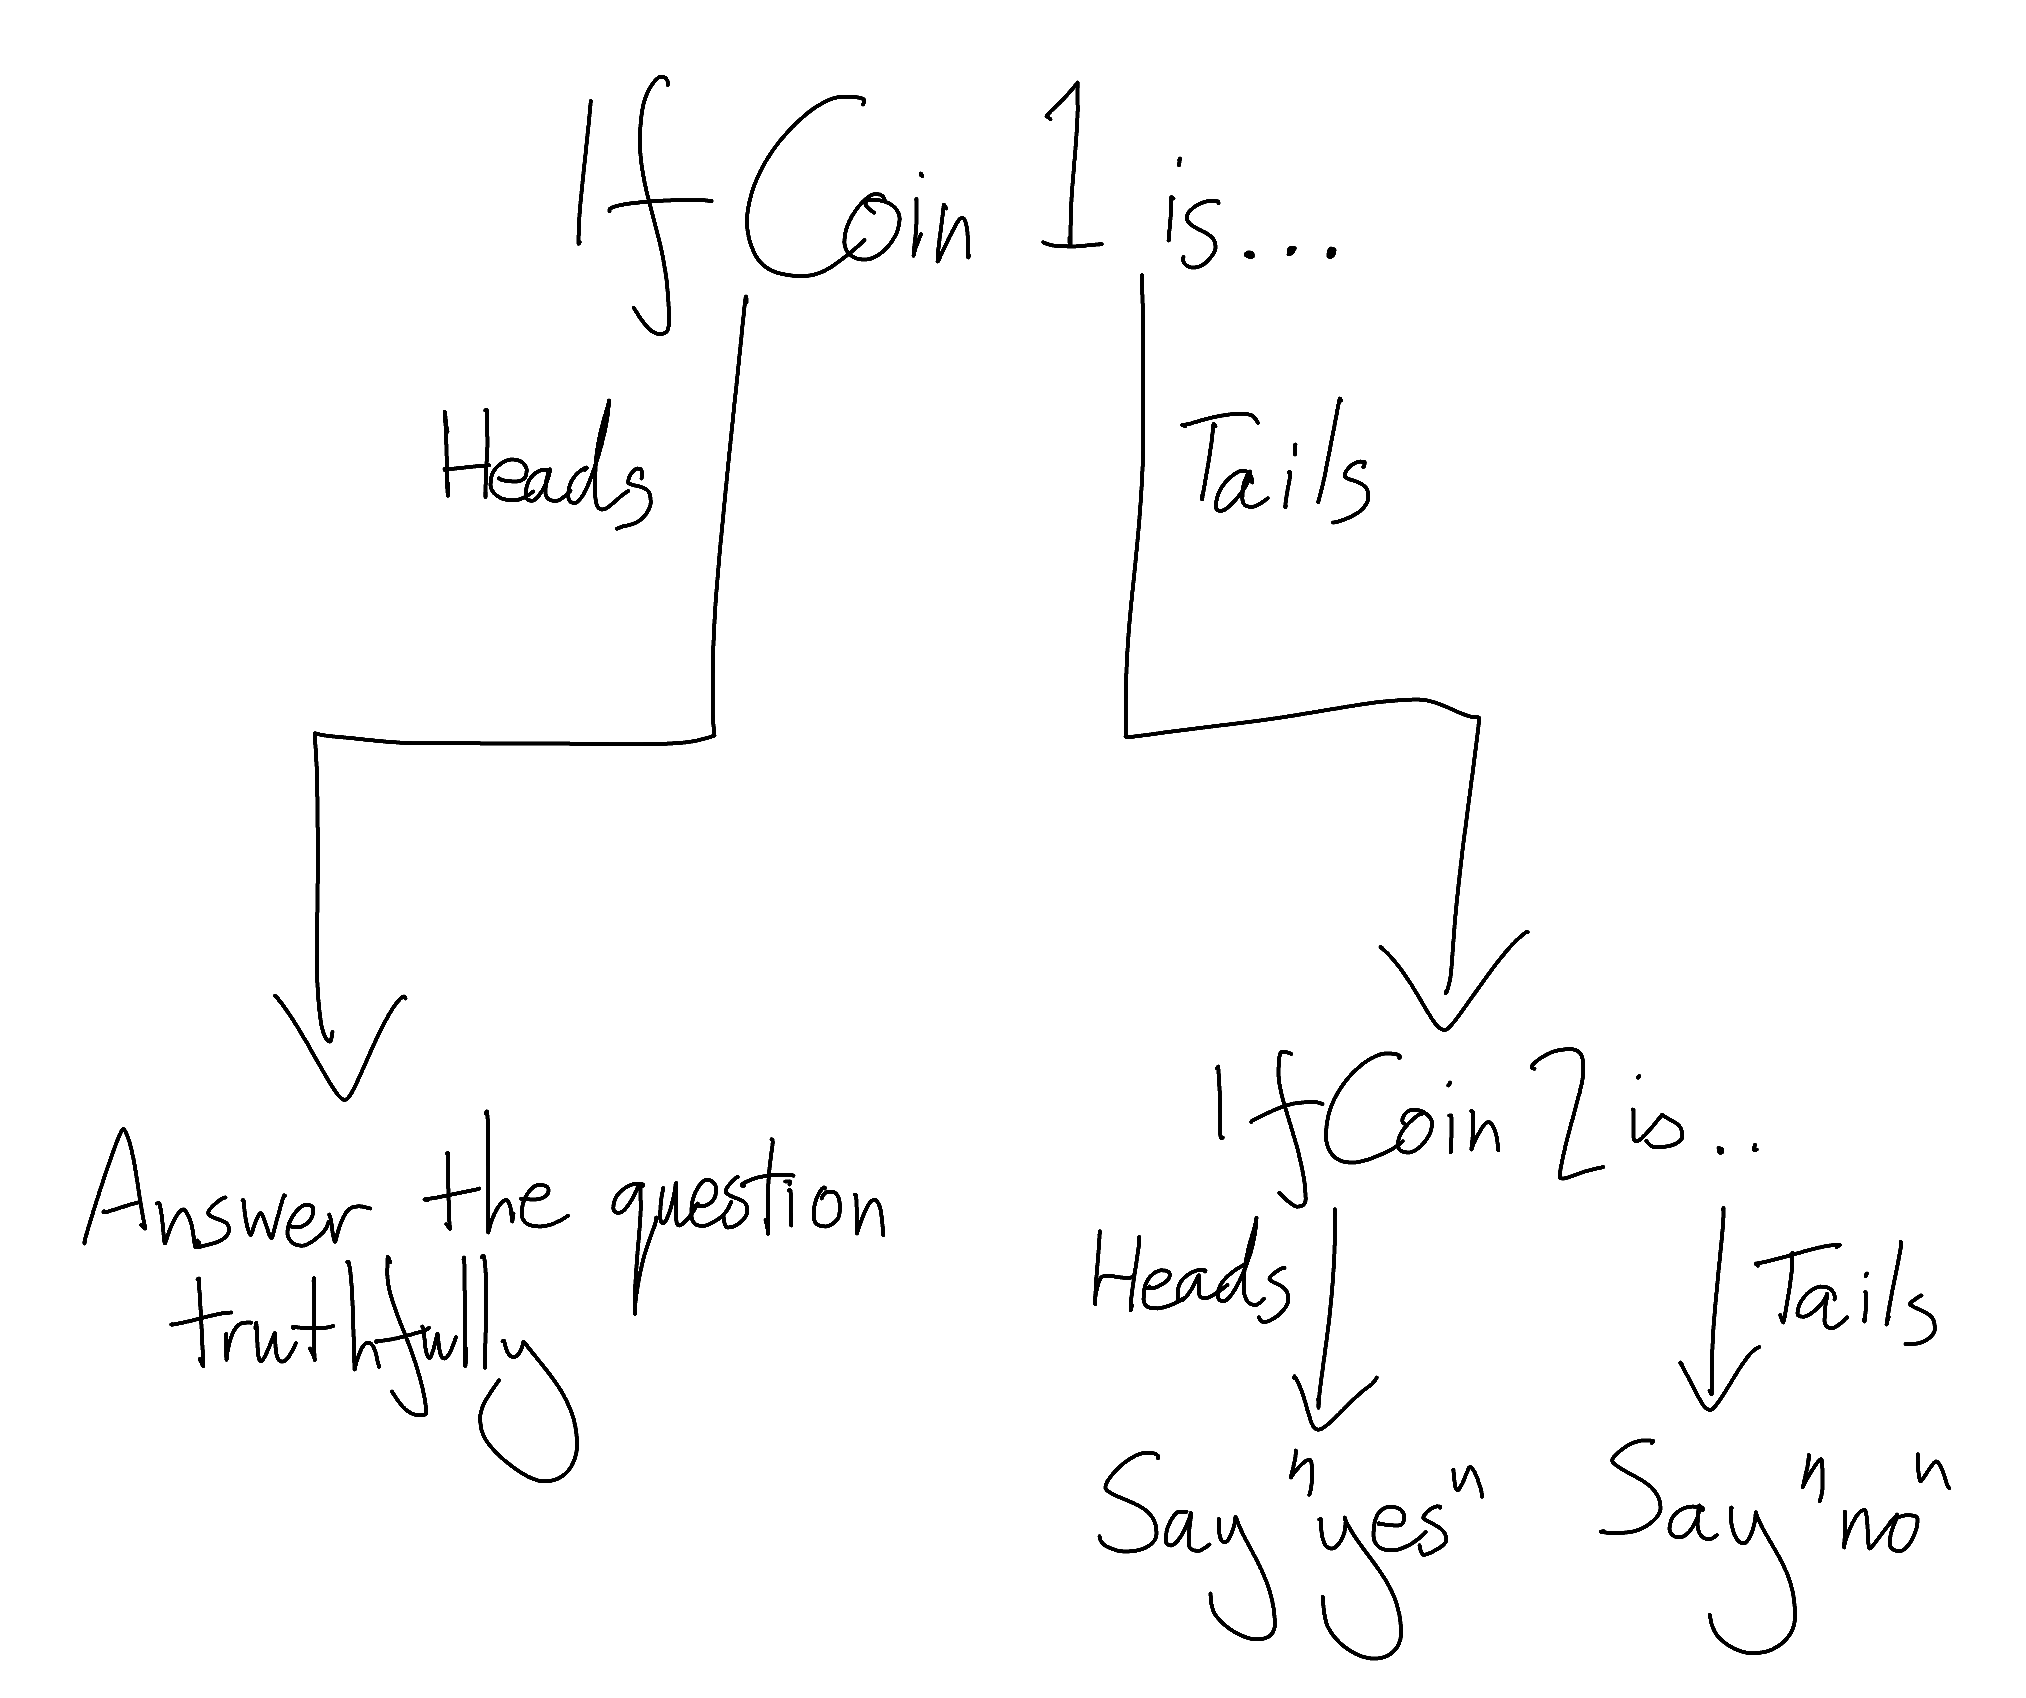 If Coin 1 is...
Heads
Tails
Answer the question
truthfully
If Coin 2 is..
Heads
Tails
Say "yes"
Say "no"